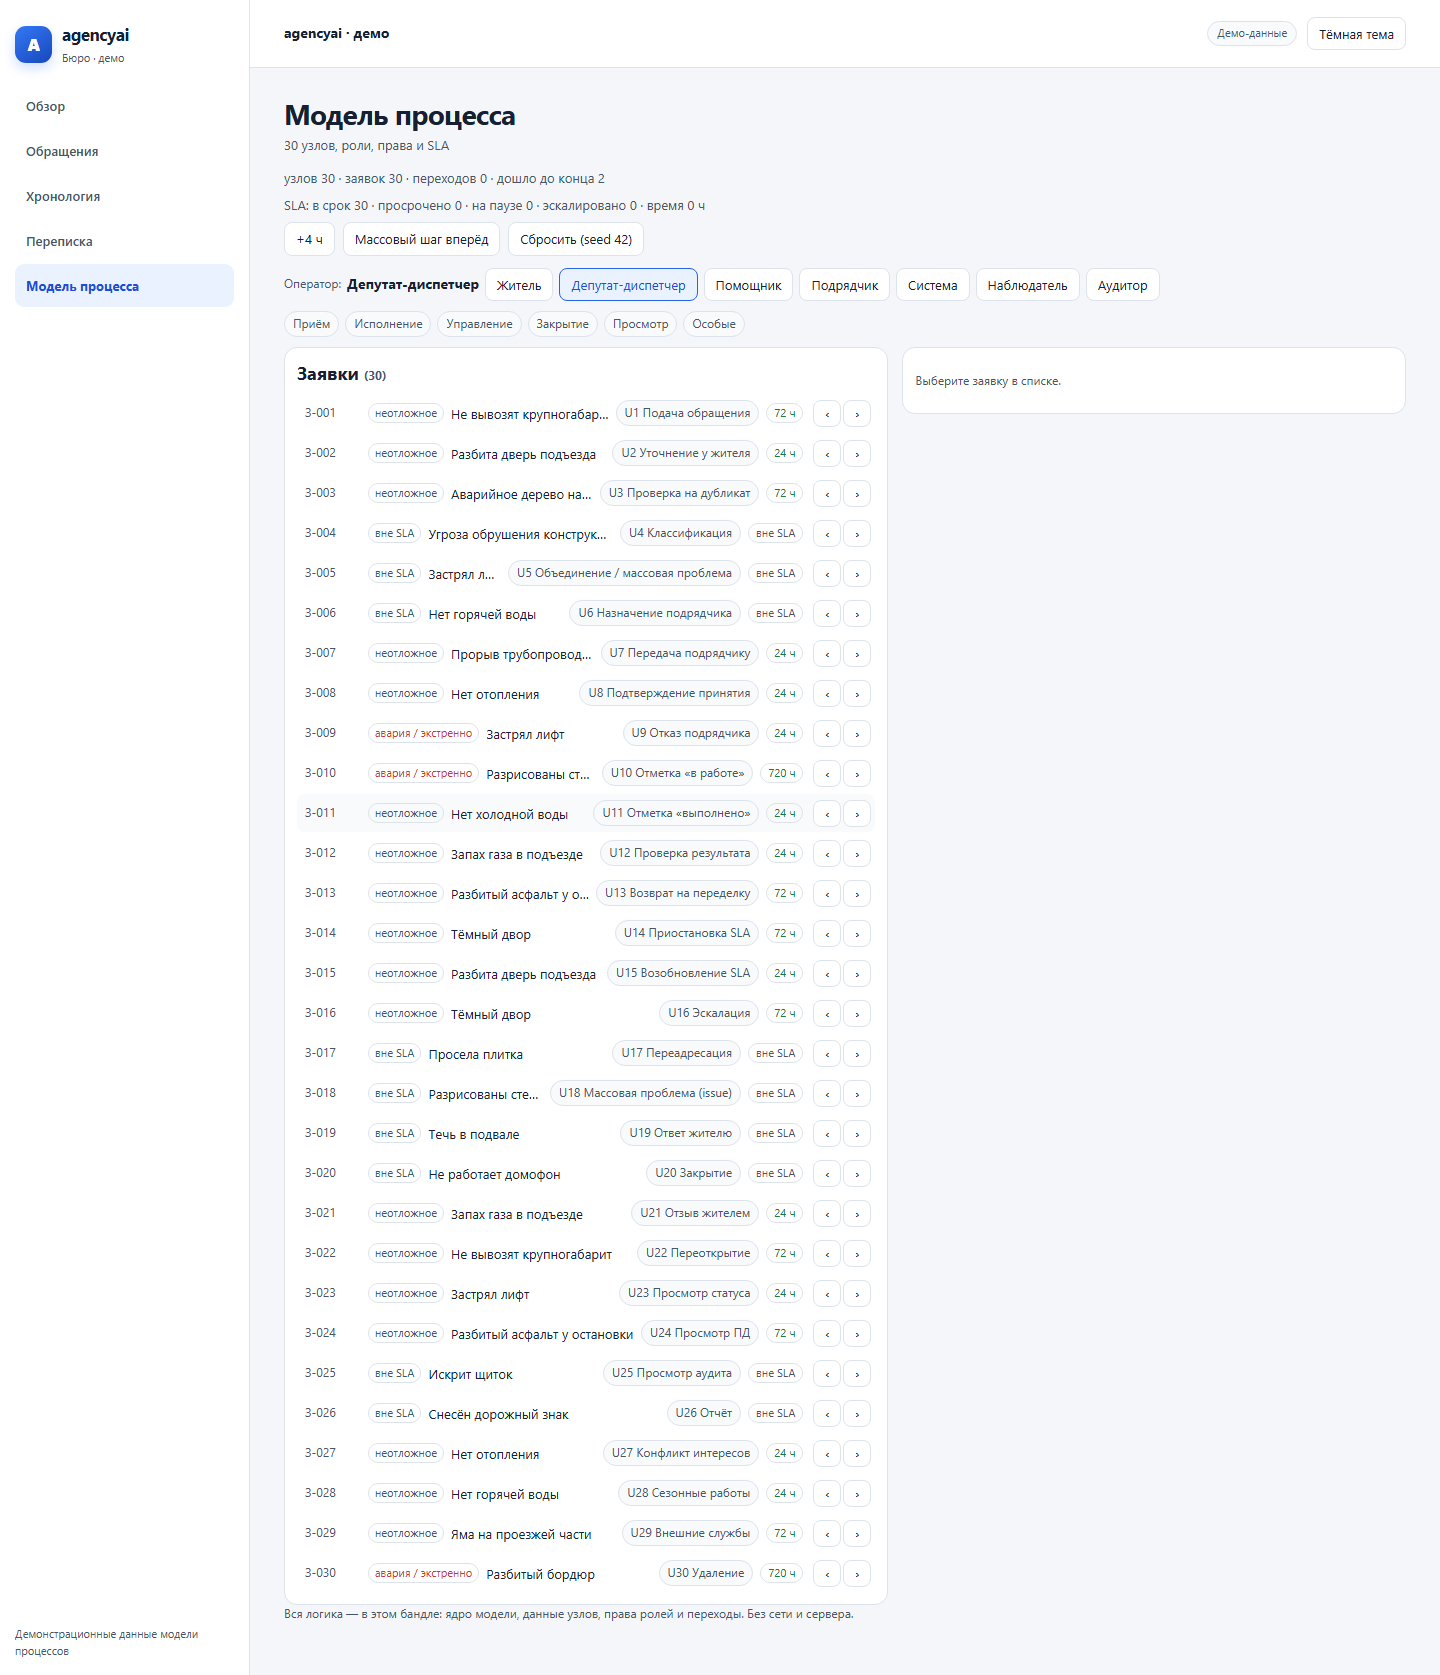 A
agencyai
Бюро · демо
Обзор
Обращения
Хронология
Переписка
Модель процесса
Демонстрационные данные модели
процессов
agencyai · демо
Демо-данные
Тёмная тема
Модель процесса
30 узлов, роли, права и SLA
узлов 30 · заявок 30 · переходов 0 · дошло до конца 2
SLA: в срок 30 · просрочено 0 · на паузе 0 · эскалировано 0 · время 0 ч
+4 ч Массовый шаг вперёд Сбросить (seed 42)
Оператор: Депутат-диспетчер Житель Депутат-диспетчер Помощник Подрядчик Система Наблюдатель Аудитор
Приём Исполнение Управление Закрытие Просмотр Особые
Заявки (30)
З-001 неотложное Не вывозят крупногабар... U1 Подача обращения 72 ч ‹ ›
З-002 неотложное Разбита дверь подъезда U2 Уточнение у жителя 24 ч ‹ ›
З-003 неотложное Аварийное дерево на... U3 Проверка на дубликат 72 ч ‹ ›
З-004 вне SLA Угроза обрушения конструк... U4 Классификация вне SLA ‹ ›
З-005 вне SLA Застрял л... U5 Объединение / массовая проблема вне SLA ‹ ›
З-006 вне SLA Нет горячей воды U6 Назначение подрядчика вне SLA ‹ ›
З-007 неотложное Прорыв трубопровод... U7 Передача подрядчику 24 ч ‹ ›
З-008 неотложное Нет отопления U8 Подтверждение принятия 24 ч ‹ ›
З-009 авария / экстренно Застрял лифт U9 Отказ подрядчика 24 ч ‹ ›
З-010 авария / экстренно Разрисованы ст... U10 Отметка «в работе» 720 ч ‹ ›
З-011 неотложное Нет холодной воды U11 Отметка «выполнено» 24 ч ‹ ›
З-012 неотложное Запах газа в подъезде U12 Проверка результата 24 ч ‹ ›
З-013 неотложное Разбитый асфальт у о... U13 Возврат на переделку 72 ч ‹ ›
З-014 неотложное Тёмный двор U14 Приостановка SLA 72 ч ‹ ›
З-015 неотложное Разбита дверь подъезда U15 Возобновление SLA 24 ч ‹ ›
З-016 неотложное Тёмный двор U16 Эскалация 72 ч ‹ ›
З-017 вне SLA Просела плитка U17 Переадресация вне SLA ‹ ›
З-018 вне SLA Разрисованы сте... U18 Массовая проблема (issue) вне SLA ‹ ›
З-019 вне SLA Течь в подвале U19 Ответ жителю вне SLA ‹ ›
З-020 вне SLA Не работает домофон U20 Закрытие вне SLA ‹ ›
З-021 неотложное Запах газа в подъезде U21 Отзыв жителем 24 ч ‹ ›
З-022 неотложное Не вывозят крупногабарит U22 Переоткрытие 72 ч ‹ ›
З-023 неотложное Застрял лифт U23 Просмотр статуса 24 ч ‹ ›
З-024 неотложное Разбитый асфальт у остановки U24 Просмотр ПД 72 ч ‹ ›
З-025 вне SLA Искрит щиток U25 Просмотр аудита вне SLA ‹ ›
З-026 вне SLA Снесён дорожный знак U26 Отчёт вне SLA ‹ ›
З-027 неотложное Нет отопления U27 Конфликт интересов 24 ч ‹ ›
З-028 неотложное Нет горячей воды U28 Сезонные работы 24 ч ‹ ›
З-029 неотложное Яма на проезжей части U29 Внешние службы 72 ч ‹ ›
З-030 авария / экстренно Разбитый бордюр U30 Удаление 720 ч ‹ ›
Выберите заявку в списке.
Вся логика — в этом бандле: ядро модели, данные узлов, права ролей и переходы. Без сети и сервера.